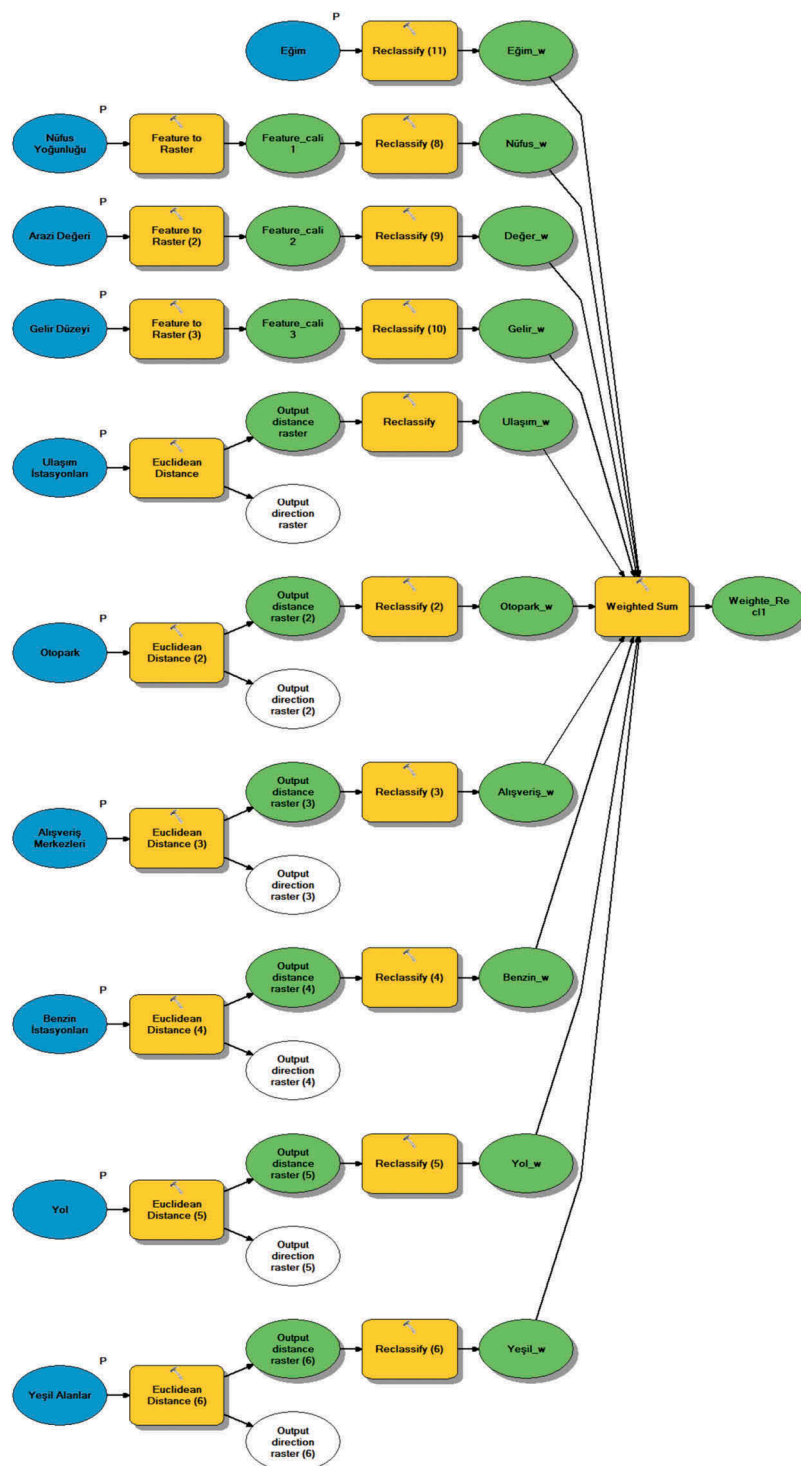 P
Eğim
Reclassify (11)
Eğim_w
P
Nüfus
Yoğunluğu
Feature to
Raster
Feature_cali
1
Reclassify (8)
Nüfus_w
P
Arazi Değeri
Feature to
Raster (2)
Feature_cali
2
Reclassify (9)
Değer_w
P
Gelir Düzeyi
Feature to
Raster (3)
Feature_cali
3
Reclassify (10)
Gelir_w
P
Ulaşım
İstasyonları
Euclidean
Distance
Output
distance
raster
Reclassify
Ulaşım_w
Output
direction
raster
P
Otopark
Euclidean
Distance (2)
Output
distance
raster (2)
Reclassify (2)
Otopark_w
Weighted Sum
Weighte_Re
cl1
Output
direction
raster (2)
P
Alışveriş
Merkezleri
Euclidean
Distance (3)
Output
distance
raster (3)
Reclassify (3)
Alışveriş_w
Output
direction
raster (3)
P
Benzin
İstasyonları
Euclidean
Distance (4)
Output
distance
raster (4)
Reclassify (4)
Benzin_w
Output
direction
raster (4)
P
Yol
Euclidean
Distance (5)
Output
distance
raster (5)
Reclassify (5)
Yol_w
Output
direction
raster (5)
P
Yeşil Alanlar
Euclidean
Distance (6)
Output
distance
raster (6)
Reclassify (6)
Yeşil_w
Output
direction
raster (6)